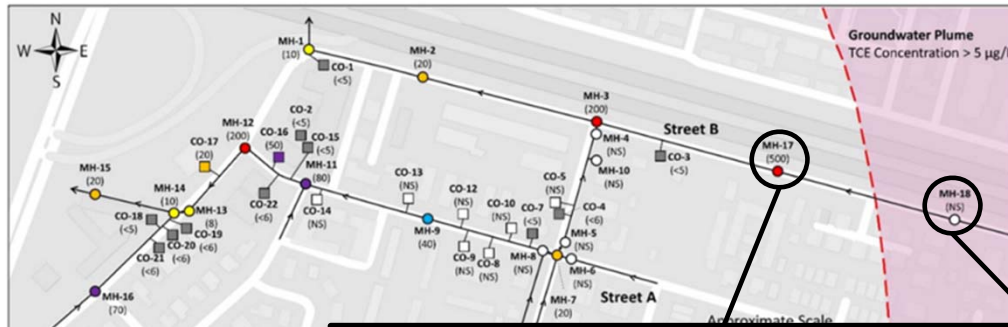 N
W E
S
MH-1
(10)
CO-1
(<5)
MH-2
(20)
Groundwater Plume
TCE Concentration > 5 µg/
MH-3
(200)
MH-4
(NS)
Street B
MH-17
(500)
CO-3
(<5)
MH-10
(NS)
MH-18
(NS)
CO-2
(<5)
MH-12
(200)
CO-16
(50)
CO-15
(<5)
CO-17
(20)
MH-11
(80)
MH-15
(20)
MH-14
(10)
MH-13
(8)
CO-22
(<6)
CO-14
(NS)
CO-13
(NS)
CO-12
(NS)
CO-10
(NS)
CO-7
(<5)
CO-5
(NS)
CO-4
(<6)
CO-18
(<5)
CO-19
(<6)
CO-20
(<6)
CO-21
(<6)
MH-9
(40)
CO-9
(NS)
CO-8
(NS)
MH-8
(NS)
MH-5
(NS)
MH-6
(NS)
MH-16
(70)
MH-7
(20)
Street A
Approximate Scale